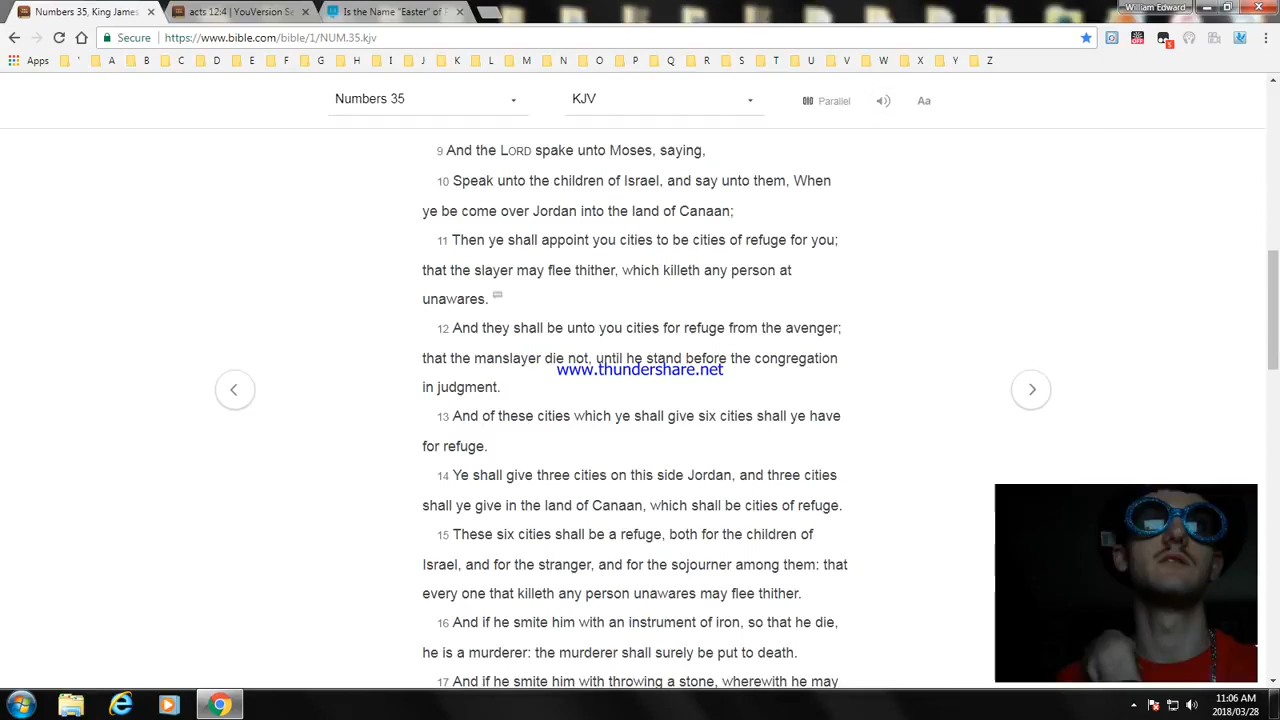 William Edward
Numbers 35, King James
acts 12:4 | YouVersion Se
Is the Name "Easter" of
Secure https://www.bible.com/bible/1/NUM.35.kjv
Apps ' A B C D E F G H I J K L M N O P Q R S T U V W X Y Z
Numbers 35 KJV Parallel Aa
9 And the LORD spake unto Moses, saying,
10 Speak unto the children of Israel, and say unto them, When
ye be come over Jordan into the land of Canaan;
11 Then ye shall appoint you cities to be cities of refuge for you;
that the slayer may flee thither, which killeth any person at
unawares.
12 And they shall be unto you cities for refuge from the avenger;
that the manslayer die not, until he stand before the congregation
www.thundershare.net
in judgment.
13 And of these cities which ye shall give six cities shall ye have
for refuge.
14 Ye shall give three cities on this side Jordan, and three cities
shall ye give in the land of Canaan, which shall be cities of refuge.
15 These six cities shall be a refuge, both for the children of
Israel, and for the stranger, and for the sojourner among them: that
every one that killeth any person unawares may flee thither.
16 And if he smite him with an instrument of iron, so that he die,
he is a murderer: the murderer shall surely be put to death.
17 And if he smite him with throwing a stone, wherewith he may
11:06 AM
2018/03/28